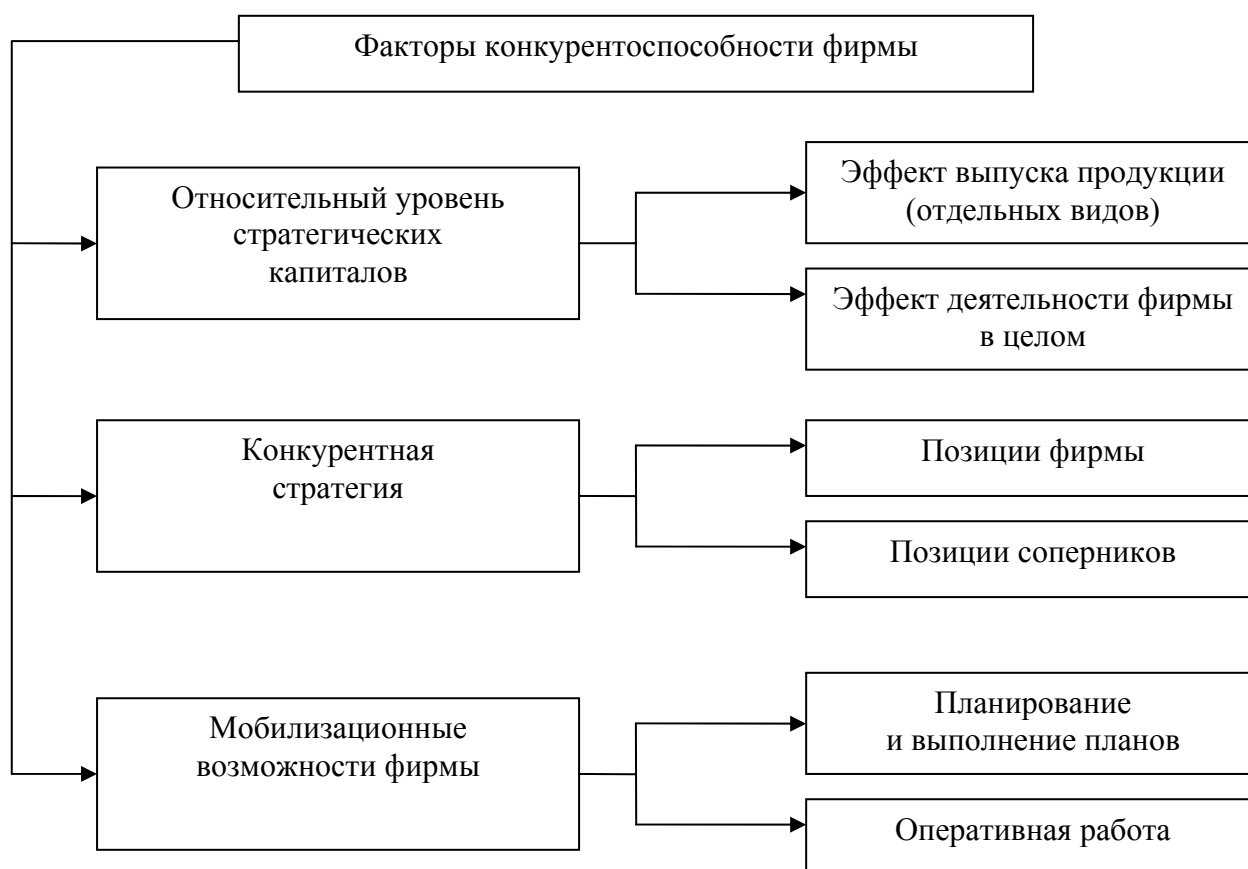 Факторы конкурентоспособности фирмы
Относительный уровень
стратегических
капиталов
Эффект выпуска продукции
(отдельных видов)
Эффект деятельности фирмы
в целом
Конкурентная
стратегия
Позиции фирмы
Позиции соперников
Мобилизационные
возможности фирмы
Планирование
и выполнение планов
Оперативная работа